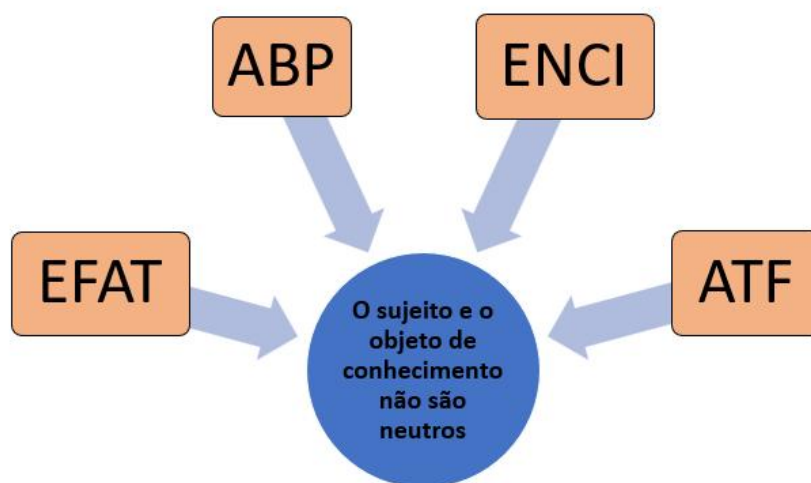 ABP
ENCI
EFAT
ATF
O sujeito e o
objeto de
conhecimento
não são
neutros